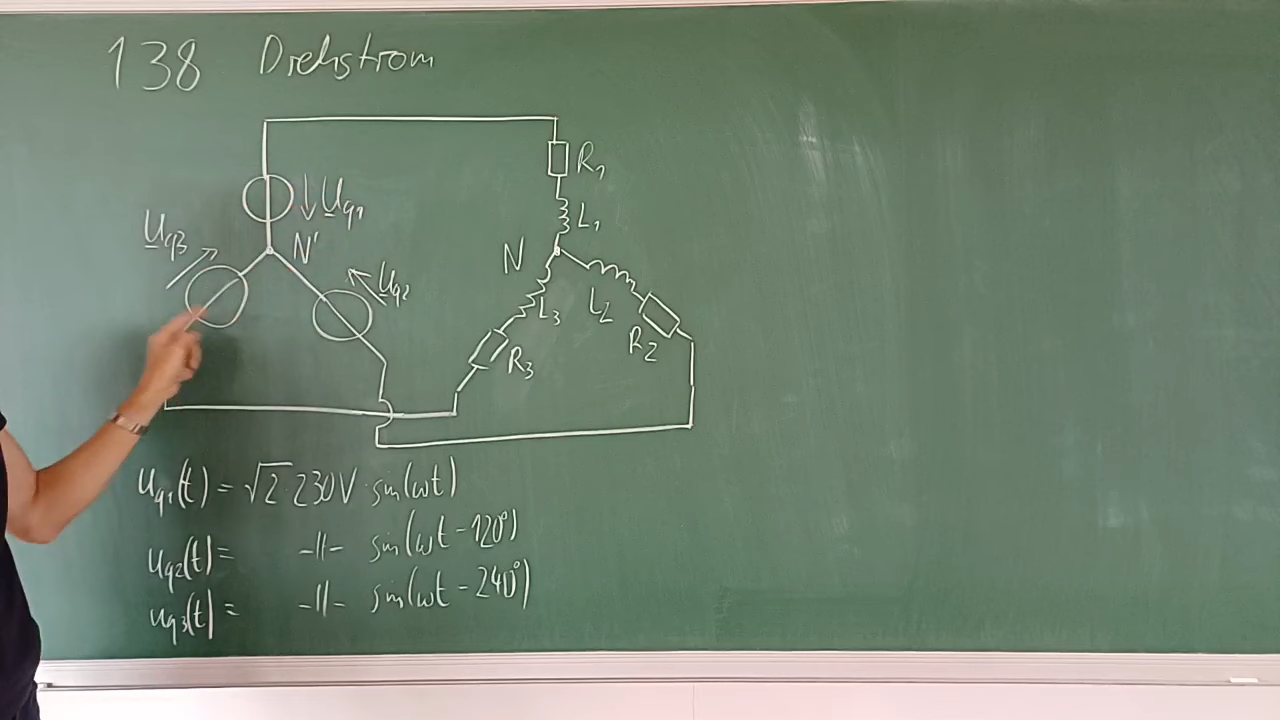 138 Drehstrom
R₁
U̲q1
L₁
U̲q3
N'
N
U̲q2
L₃
L₂
R₂
R₃
uq1(t) = √2·230V·sin(ωt)
uq2(t) = -||- sin(ωt-120°)
uq3(t) = -||- sin(ωt-240°)